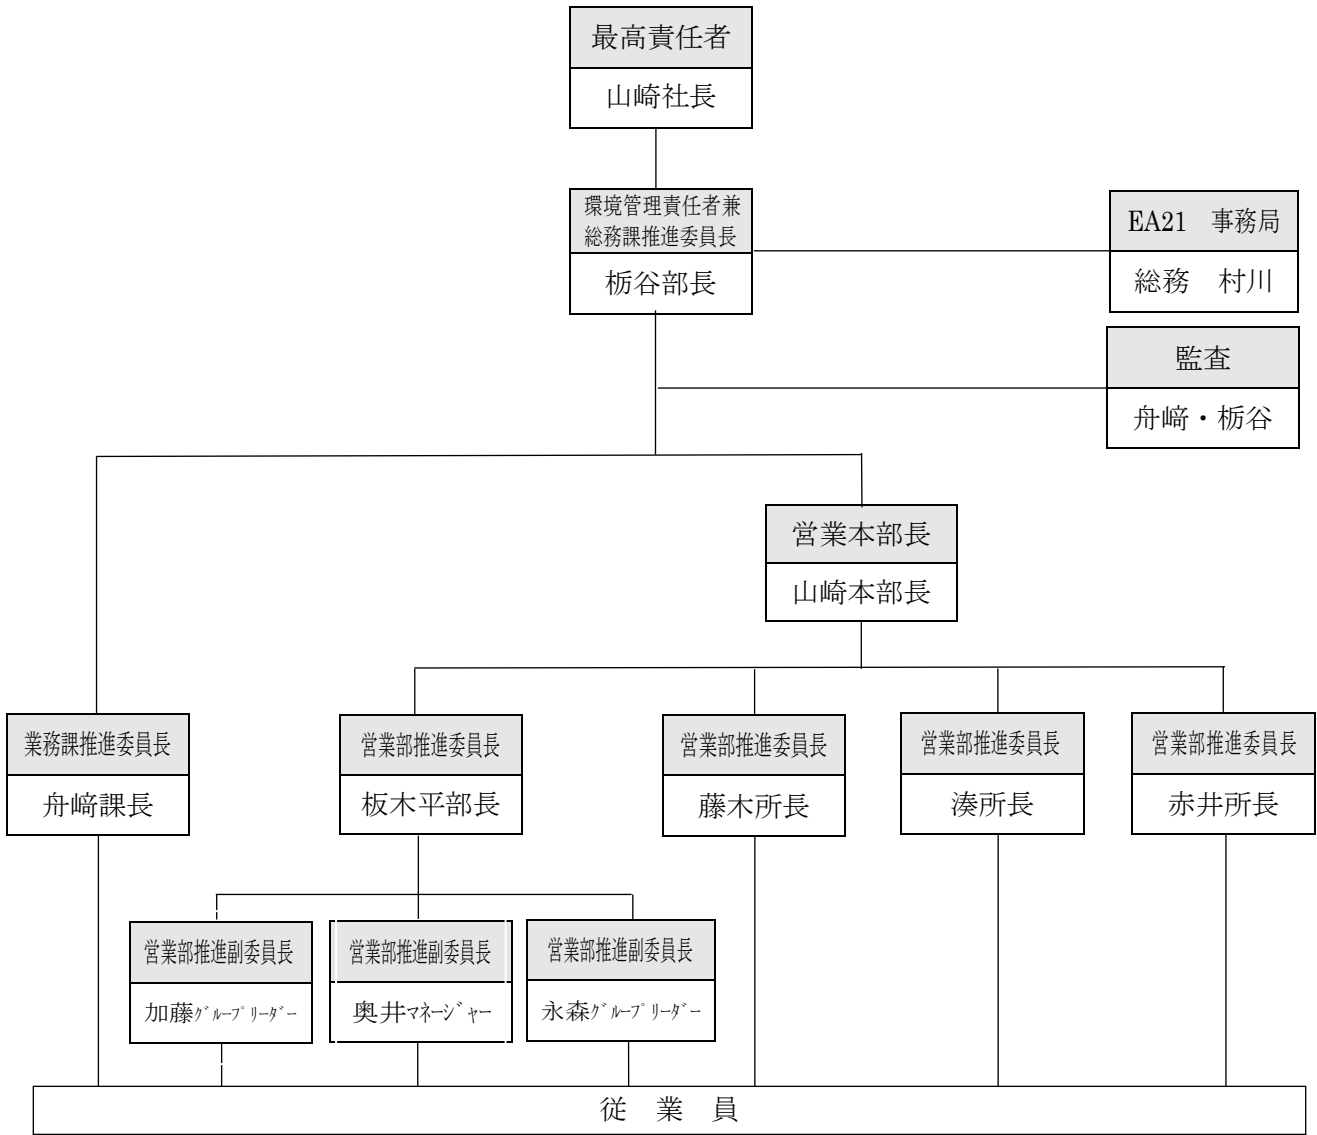 最高責任者
山崎社長
環境管理責任者兼
総務課推進委員長
栃谷部長
EA21　事務局
総務　村川
監査
舟﨑・栃谷
営業本部長
山崎本部長
業務課推進委員長
舟﨑課長
営業部推進委員長
板木平部長
営業部推進委員長
藤木所長
営業部推進委員長
湊所長
営業部推進委員長
赤井所長
営業部推進副委員長
加藤ｸﾞﾙｰﾌﾟﾘｰﾀﾞｰ
営業部推進副委員長
奥井ﾏﾈｰｼﾞｬｰ
営業部推進副委員長
永森ｸﾞﾙｰﾌﾟﾘｰﾀﾞｰ
従　業　員